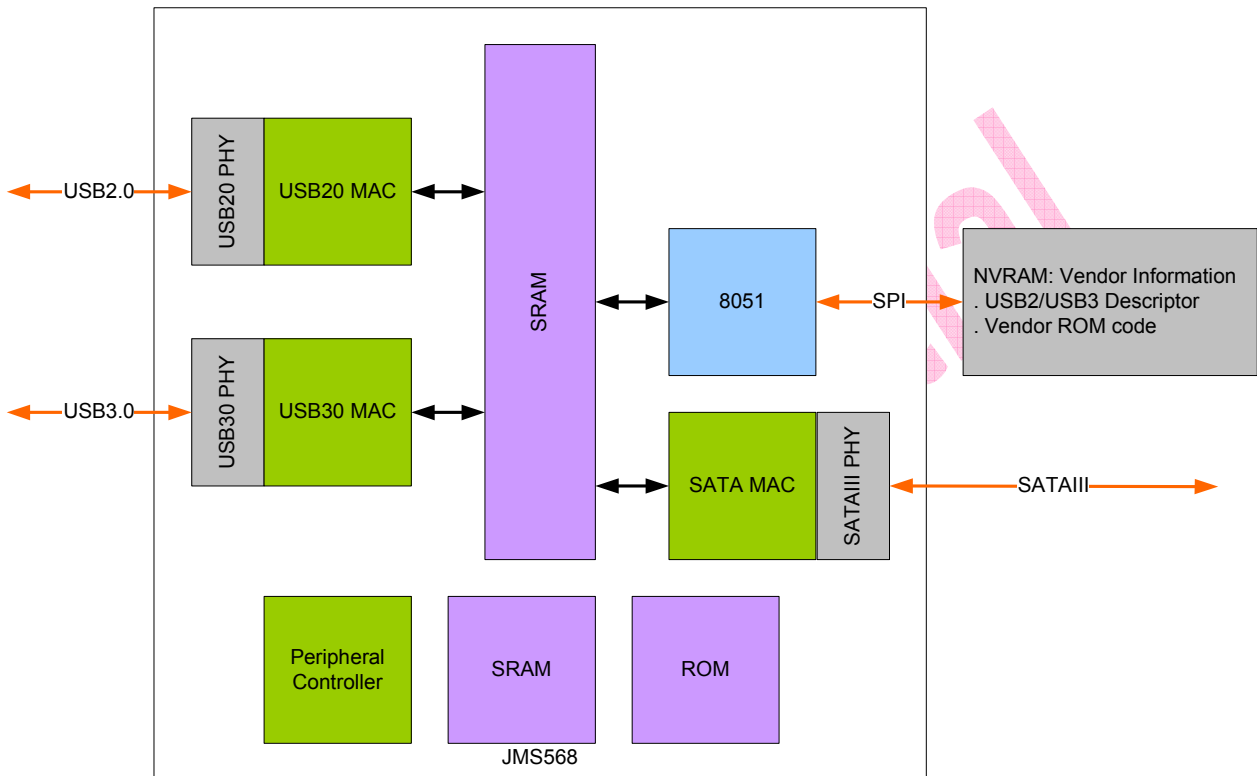 USB2.0
USB20 PHY
USB20 MAC
SRAM
8051
SPI
NVRAM: Vendor Information
. USB2/USB3 Descriptor
. Vendor ROM code
USB3.0
USB30 PHY
USB30 MAC
SATA MAC
SATAIII PHY
SATAIII
Peripheral
Controller
SRAM
ROM
JMS568